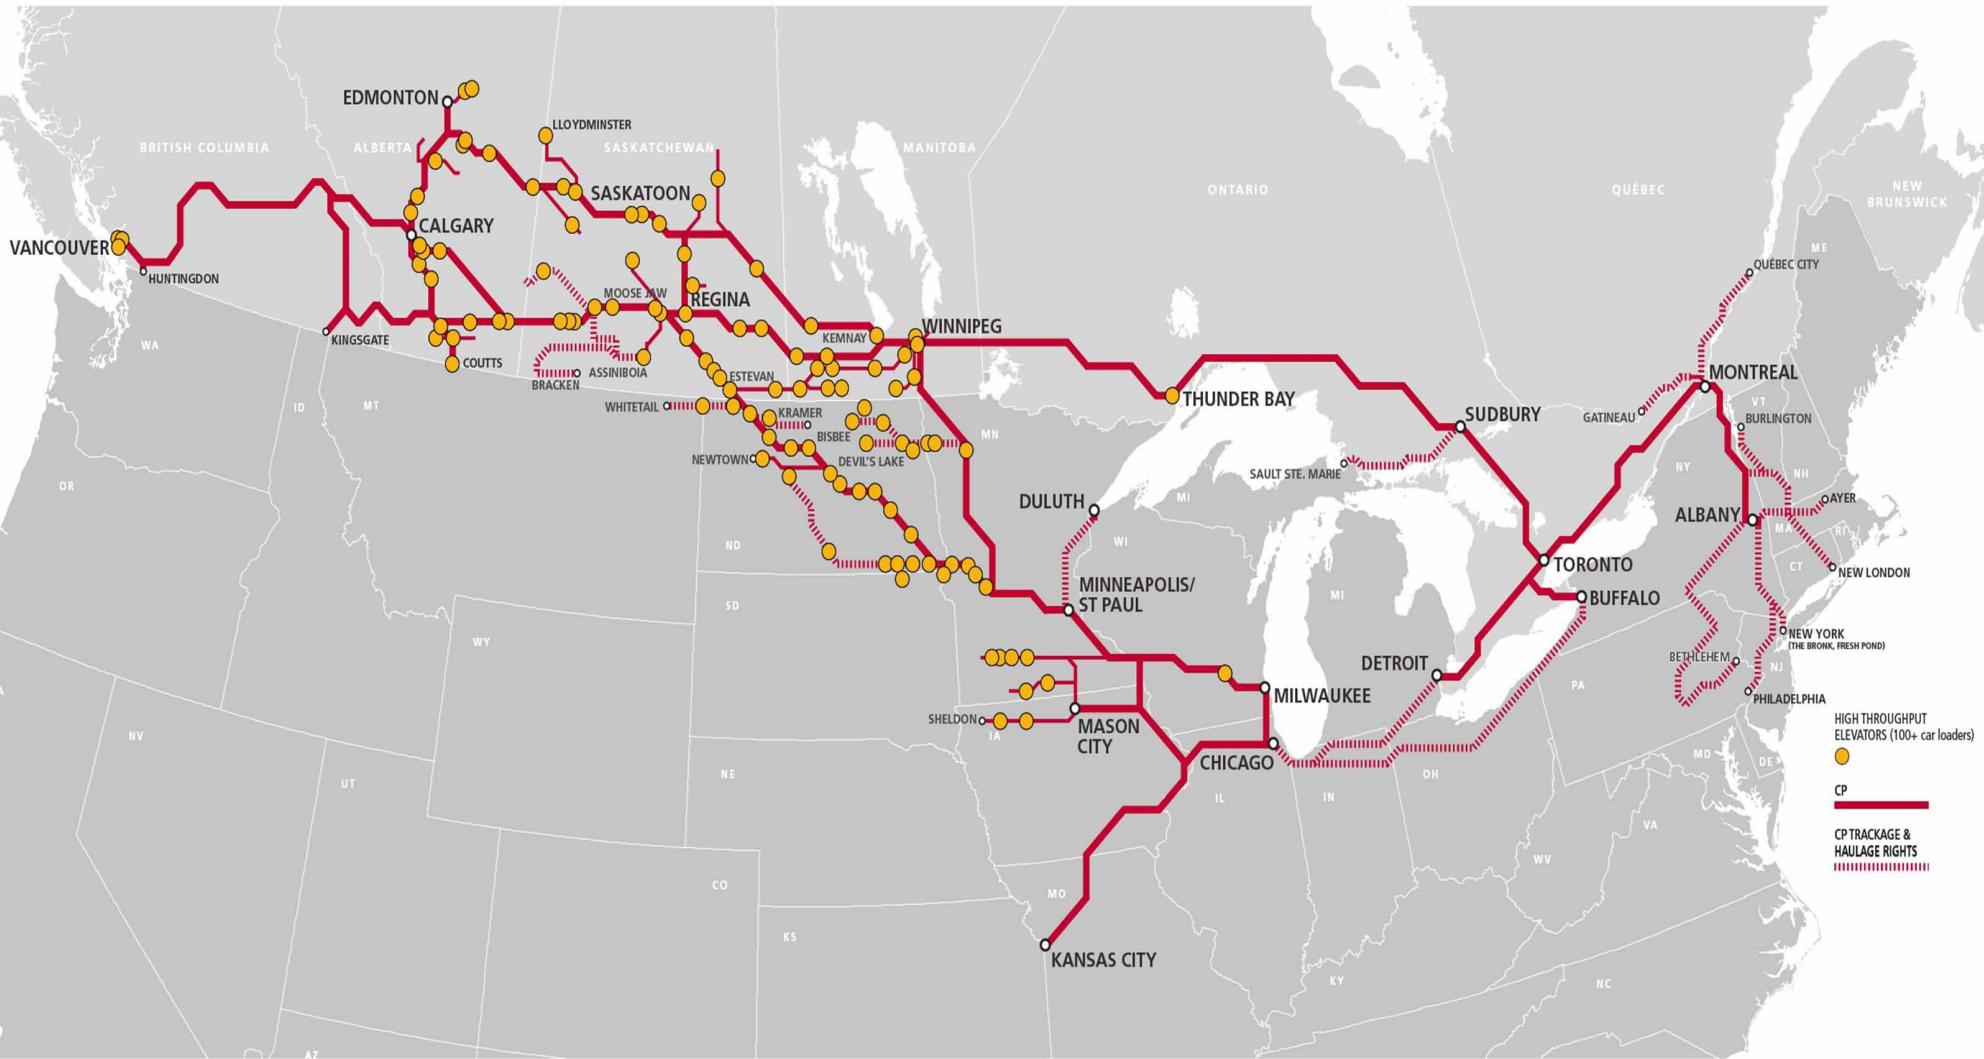 EDMONTON
LLOYDMINSTER
BRITISH COLUMBIA
ALBERTA
SASKATCHEWAN
MANITOBA
ONTARIO
QUÉBEC
NEW
BRUNSWICK
SASKATOON
CALGARY
VANCOUVER
HUNTINGDON
ME
QUÉBEC CITY
MOOSE JAW
REGINA
WINNIPEG
KEMNAY
KINGSGATE
WA
COUTTS
ASSINIBOIA
BRACKEN
ESTEVAN
MONTREAL
THUNDER BAY
SUDBURY
GATINEAU
VT
BURLINGTON
ID
MT
WHITETAIL
KRAMER
BISBEE
MN
NEWTOWN
DEVIL'S LAKE
SAULT STE. MARIE
NY
NH
OR
DULUTH
MI
AYER
ALBANY
MA
RI
ND
WI
TORONTO
CT
NEW LONDON
MINNEAPOLIS/
ST PAUL
MI
BUFFALO
SD
WY
NEW YORK
(THE BRONK, FRESH POND)
DETROIT
BETHLEHEM
NJ
PA
MILWAUKEE
PHILADELPHIA
SHELDON
IA
MASON
CITY
NV
HIGH THROUGHPUT
ELEVATORS (100+ car loaders)
CHICAGO
OH
MD
DE
UT
NE
IL
IN
CP
VA
CP TRACKAGE &
HAULAGE RIGHTS
WV
CO
MO
KS
KANSAS CITY
KY
NC
AZ